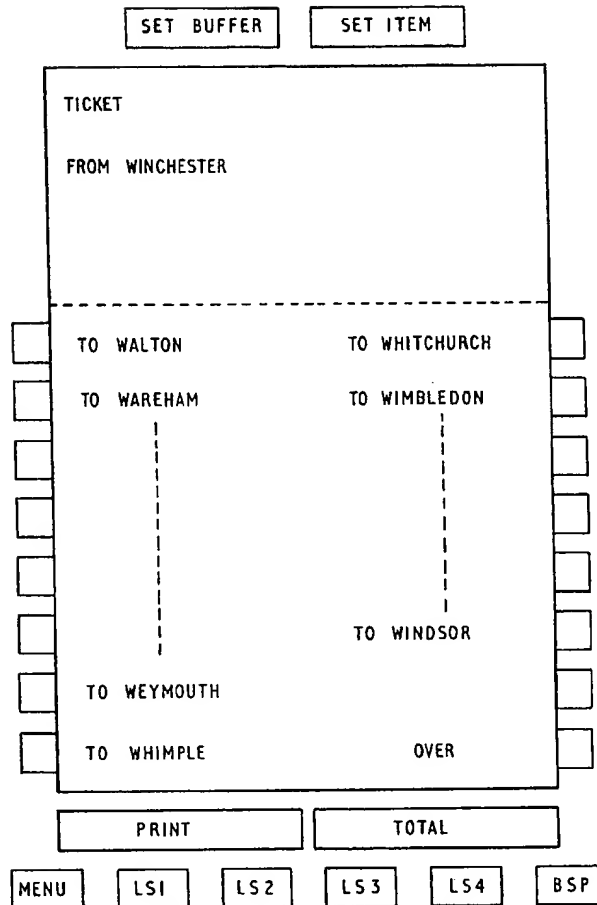 SET BUFFER SET ITEM
TICKET
FROM WINCHESTER
TO WALTON TO WHITCHURCH
TO WAREHAM TO WIMBLEDON
TO WINDSOR
TO WEYMOUTH
TO WHIMPLE OVER
PRINT TOTAL
MENU LS1 LS2 LS3 LS4 BSP